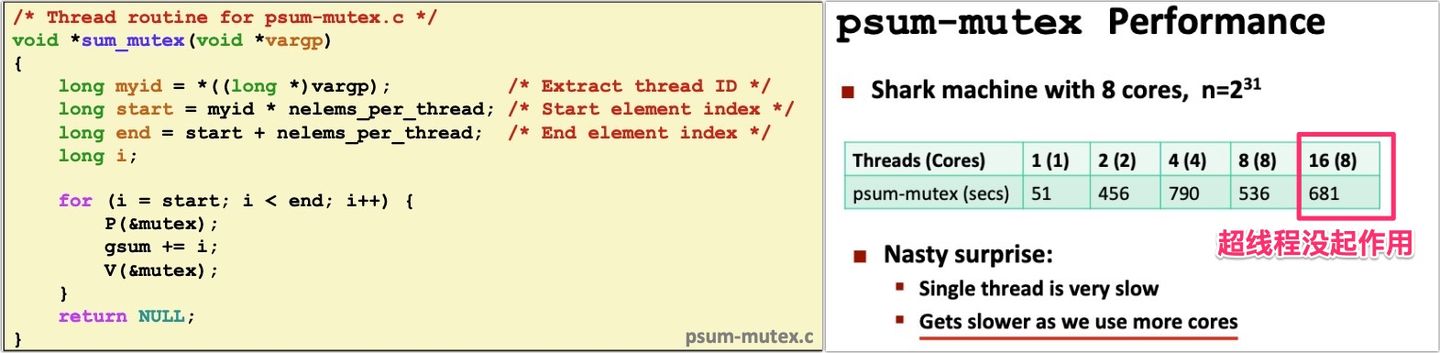 /* Thread routine for psum-mutex.c */
void *sum_mutex(void *vargp)
{
    long myid = *((long *)vargp);          /* Extract thread ID */
    long start = myid * nelems_per_thread; /* Start element index */
    long end = start + nelems_per_thread;  /* End element index */
    long i;

    for (i = start; i < end; i++) {
        P(&mutex);
        gsum += i;
        V(&mutex);
    }
    return NULL;
}
psum-mutex.c
psum-mutex Performance
■ Shark machine with 8 cores, n=2³¹
Threads (Cores) 1 (1) 2 (2) 4 (4) 8 (8) 16 (8)
psum-mutex (secs) 51 456 790 536 681
超线程没起作用
■ Nasty surprise:
▪ Single thread is very slow
▪ Gets slower as we use more cores